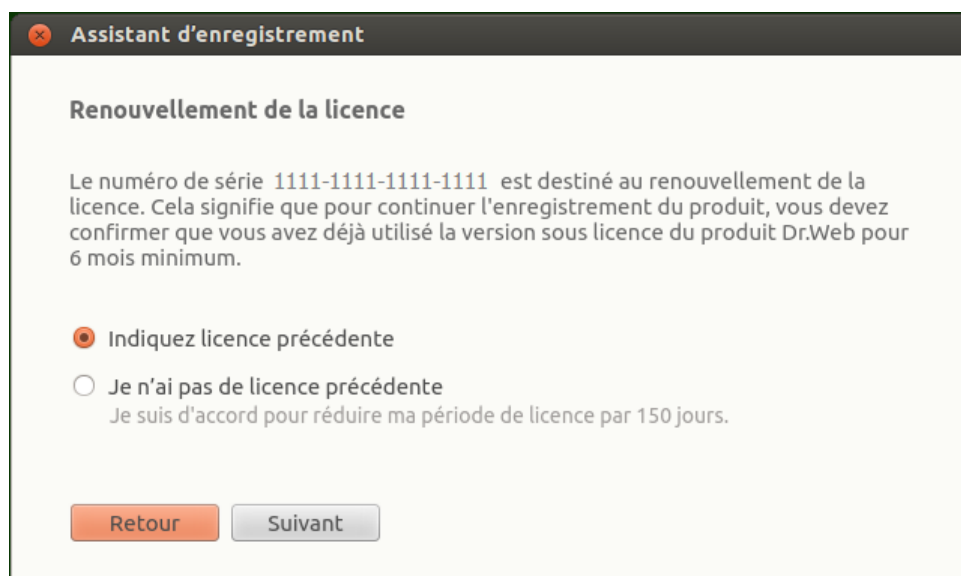 Assistant d’enregistrement
Renouvellement de la licence
Le numéro de série 1111-1111-1111-1111 est destiné au renouvellement de la
licence. Cela signifie que pour continuer l'enregistrement du produit, vous devez
confirmer que vous avez déjà utilisé la version sous licence du produit Dr.Web pour
6 mois minimum.
Indiquez licence précédente
Je n’ai pas de licence précédente
Je suis d'accord pour réduire ma période de licence par 150 jours.
Retour Suivant